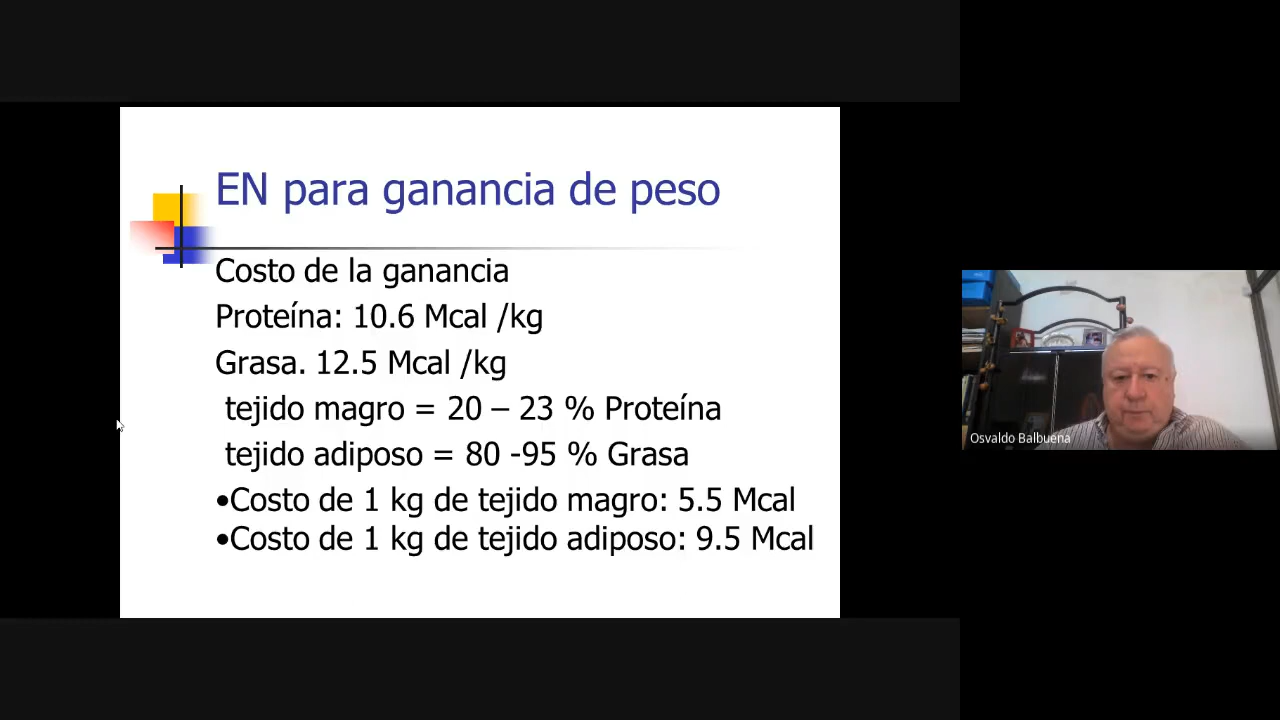 EN para ganancia de peso
Costo de la ganancia
Proteína: 10.6 Mcal /kg
Grasa. 12.5 Mcal /kg
tejido magro = 20 – 23 % Proteína
tejido adiposo = 80 -95 % Grasa
•Costo de 1 kg de tejido magro: 5.5 Mcal
•Costo de 1 kg de tejido adiposo: 9.5 Mcal
Osvaldo Balbuena